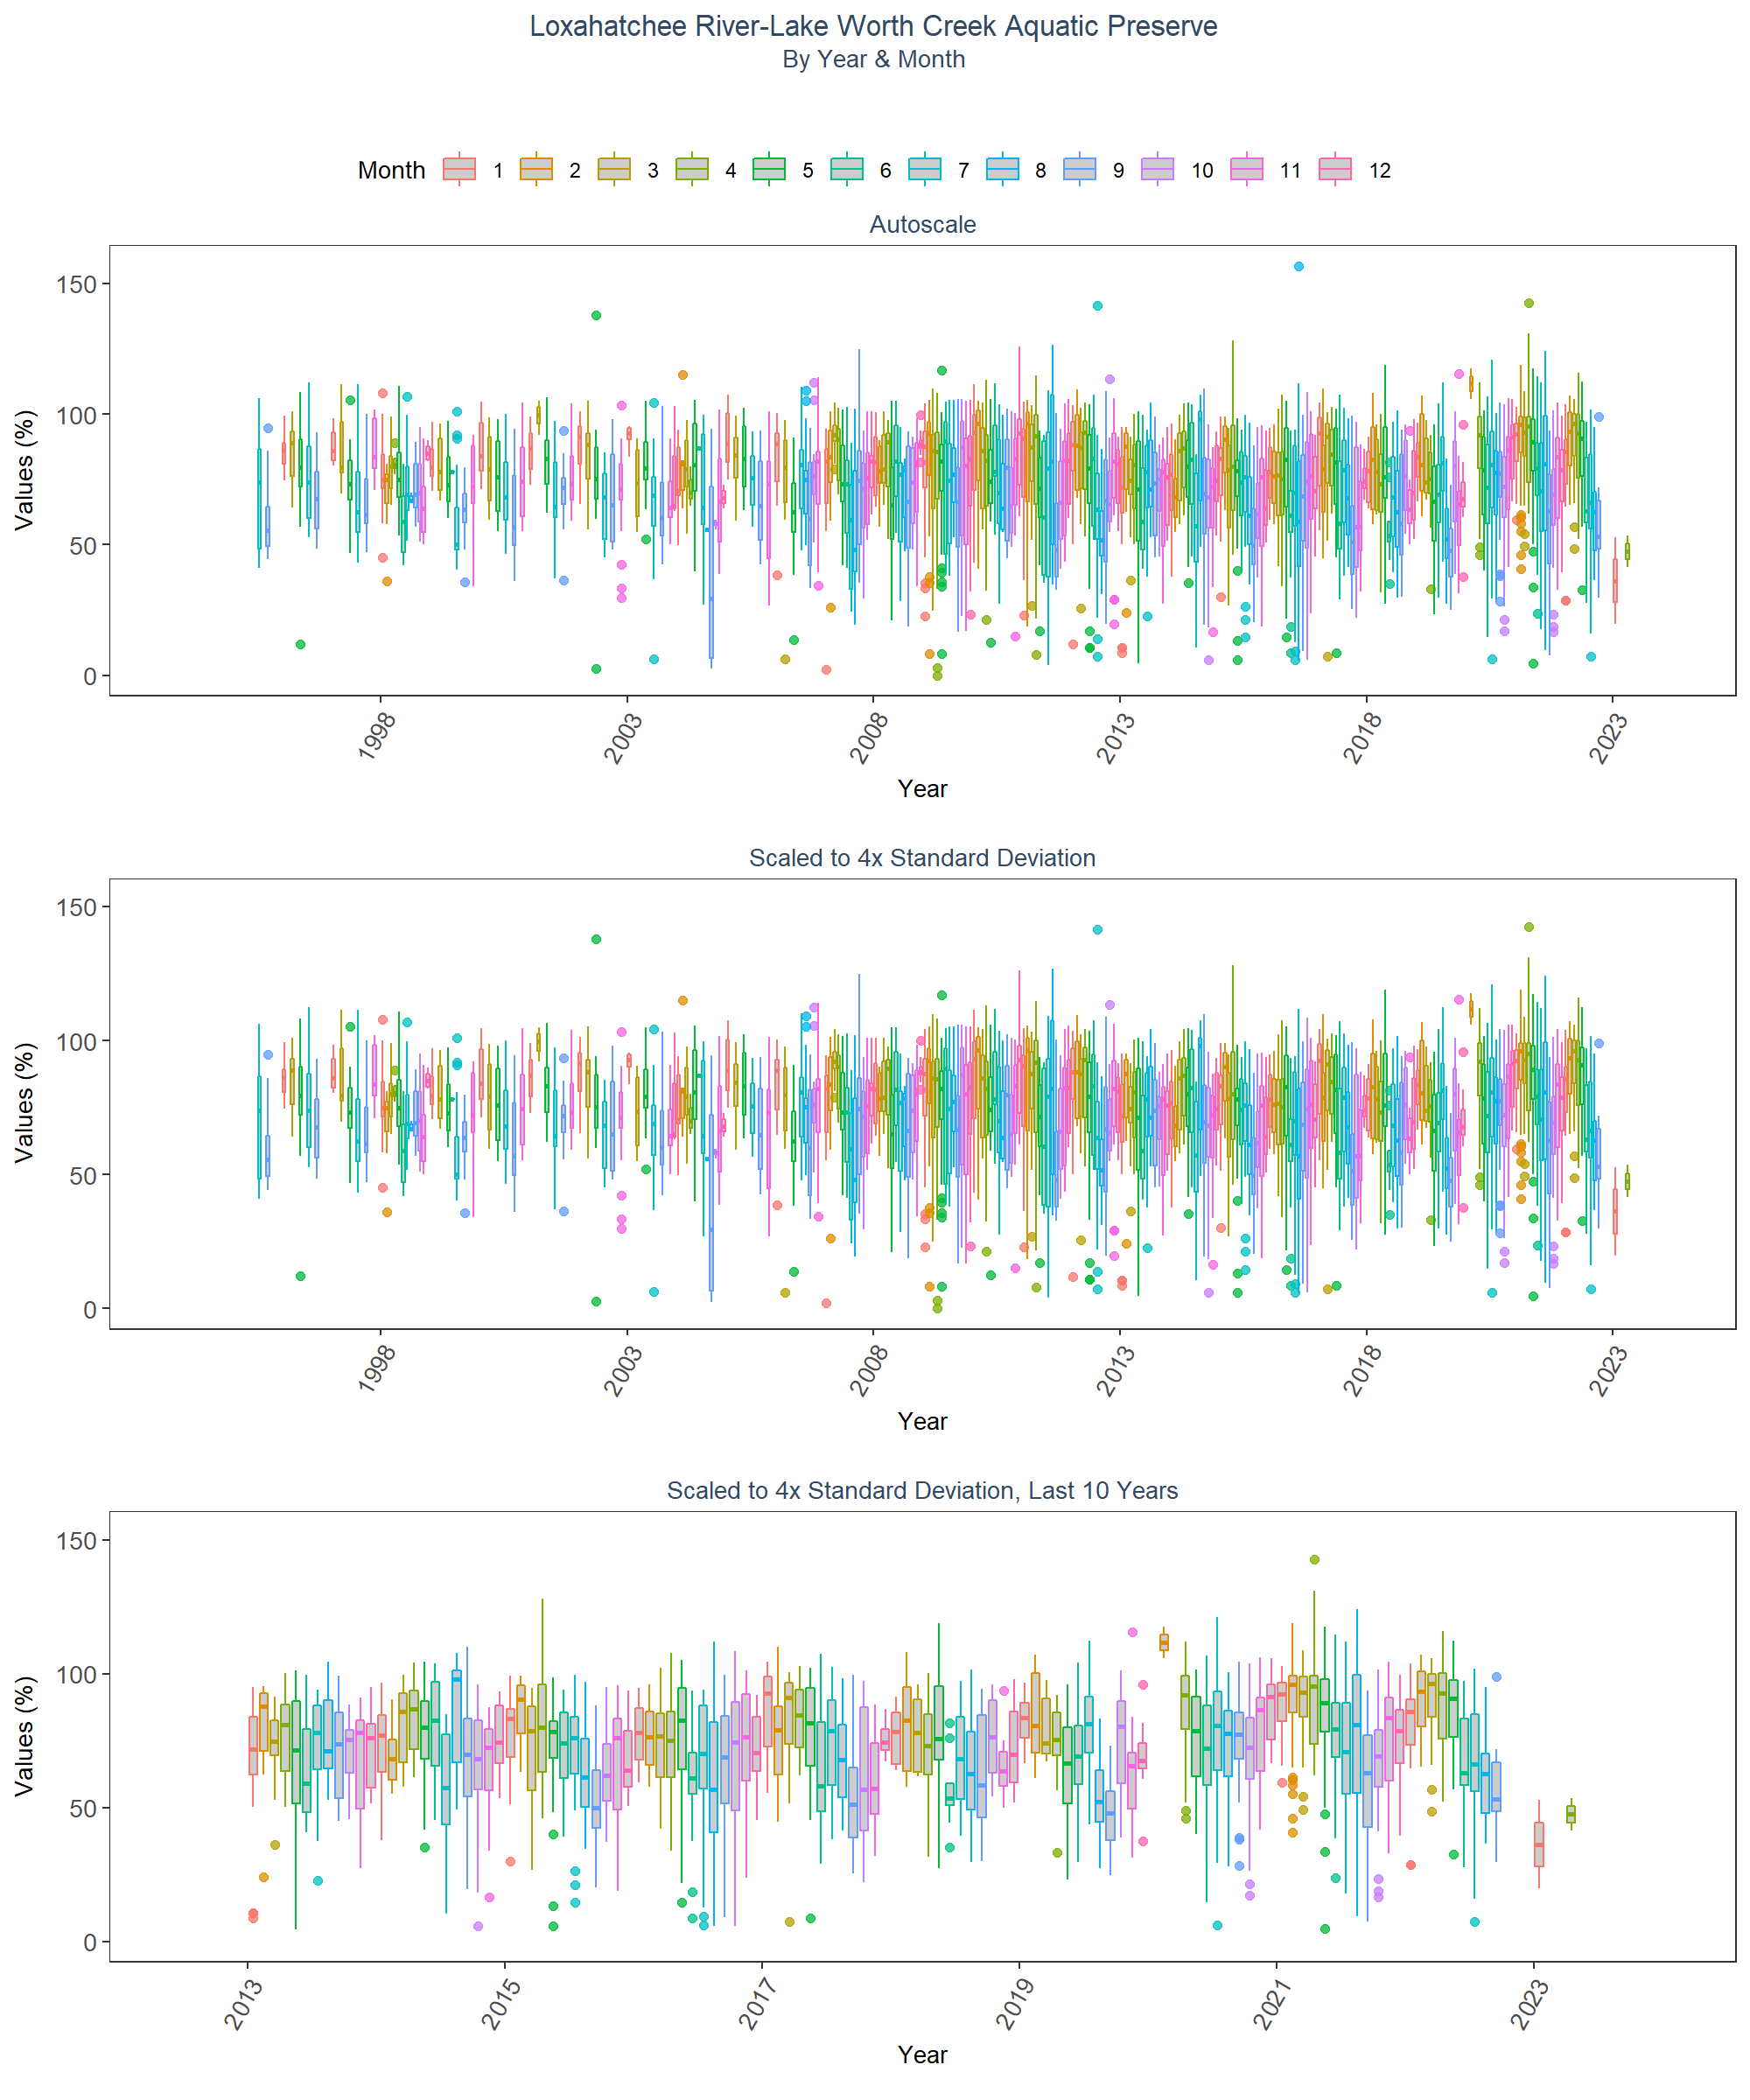 Loxahatchee River-Lake Worth Creek Aquatic Preserve
By Year & Month
Month 1 2 3 4 5 6 7 8 9 10 11 12
Autoscale
Values (%)
150
100
50
0
1998 2003 2008 2013 2018 2023
Year
Scaled to 4x Standard Deviation
Values (%)
150
100
50
0
1998 2003 2008 2013 2018 2023
Year
Scaled to 4x Standard Deviation, Last 10 Years
Values (%)
150
100
50
0
2013 2015 2017 2019 2021 2023
Year